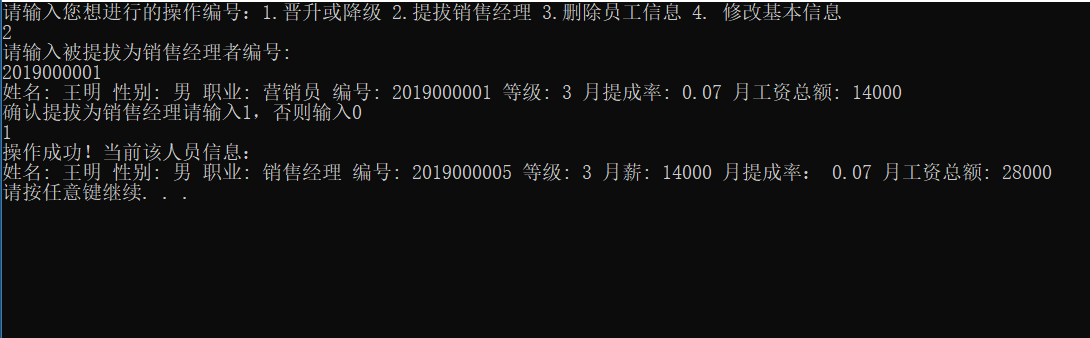 请输入您想进行的操作编号：1.晋升或降级 2.提拔销售经理 3.删除员工信息 4. 修改基本信息
2
请输入被提拔为销售经理者编号:
2019000001
姓名: 王明 性别: 男 职业: 营销员 编号: 2019000001 等级: 3 月提成率: 0.07 月工资总额: 14000
确认提拔为销售经理请输入1，否则输入0
1
操作成功！当前该人员信息：
姓名: 王明 性别: 男 职业: 销售经理 编号: 2019000005 等级: 3 月薪: 14000 月提成率： 0.07 月工资总额: 28000
请按任意键继续. . .